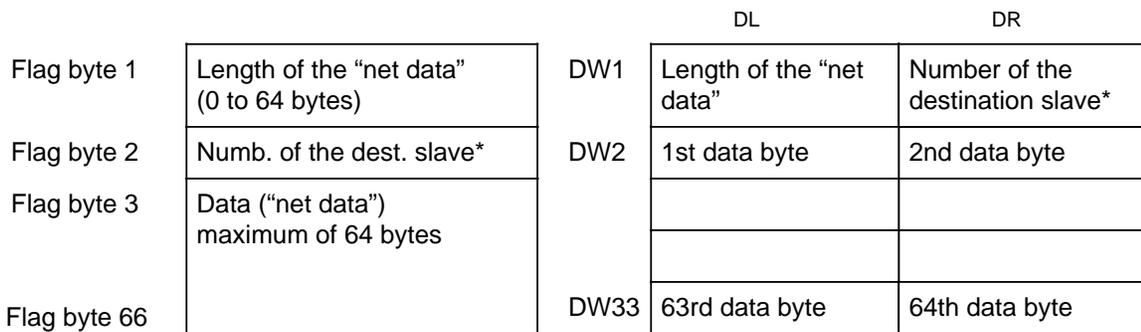 DL DR
Flag byte 1 Length of the “net data” DW1 Length of the “net Number of the
(0 to 64 bytes) data” destination slave*
Flag byte 2 Numb. of the dest. slave* DW2 1st data byte 2nd data byte
Flag byte 3 Data (“net data”)
maximum of 64 bytes
Flag byte 66 DW33 63rd data byte 64th data byte